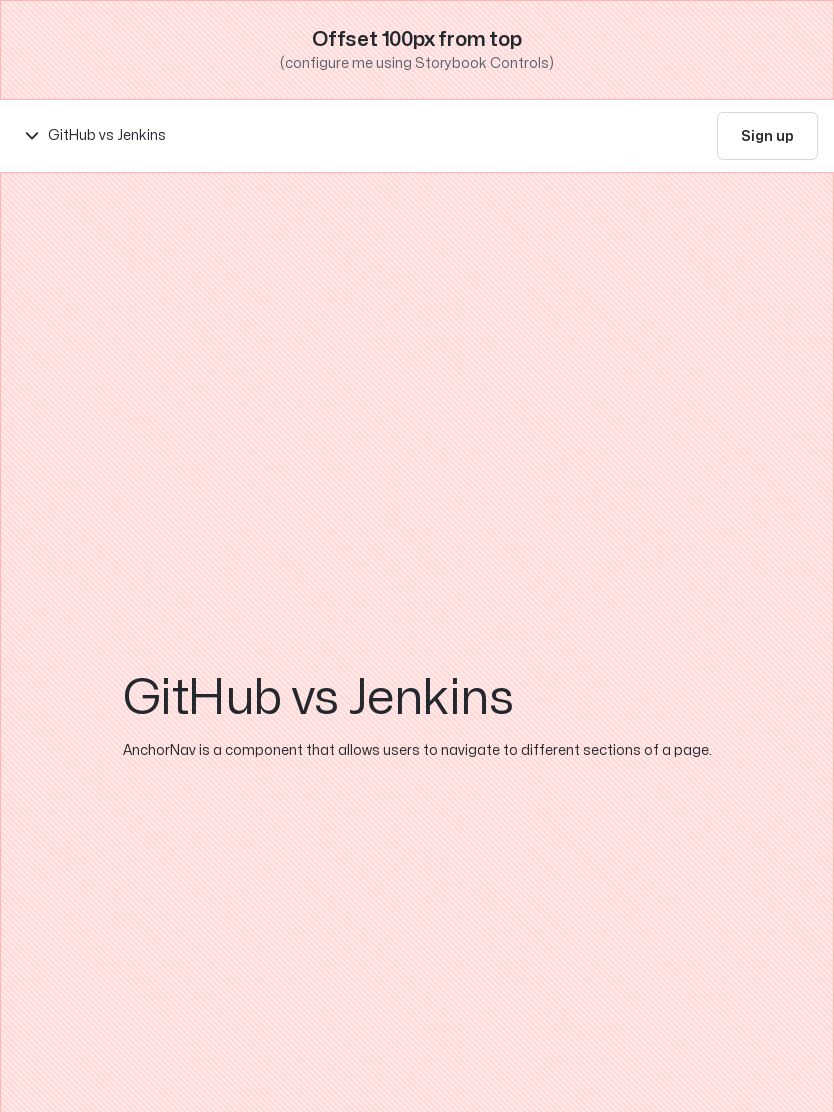 Offset 100px from top
(configure me using Storybook Controls)
GitHub vs Jenkins
Sign up
GitHub vs Jenkins
AnchorNav is a component that allows users to navigate to different sections of a page.